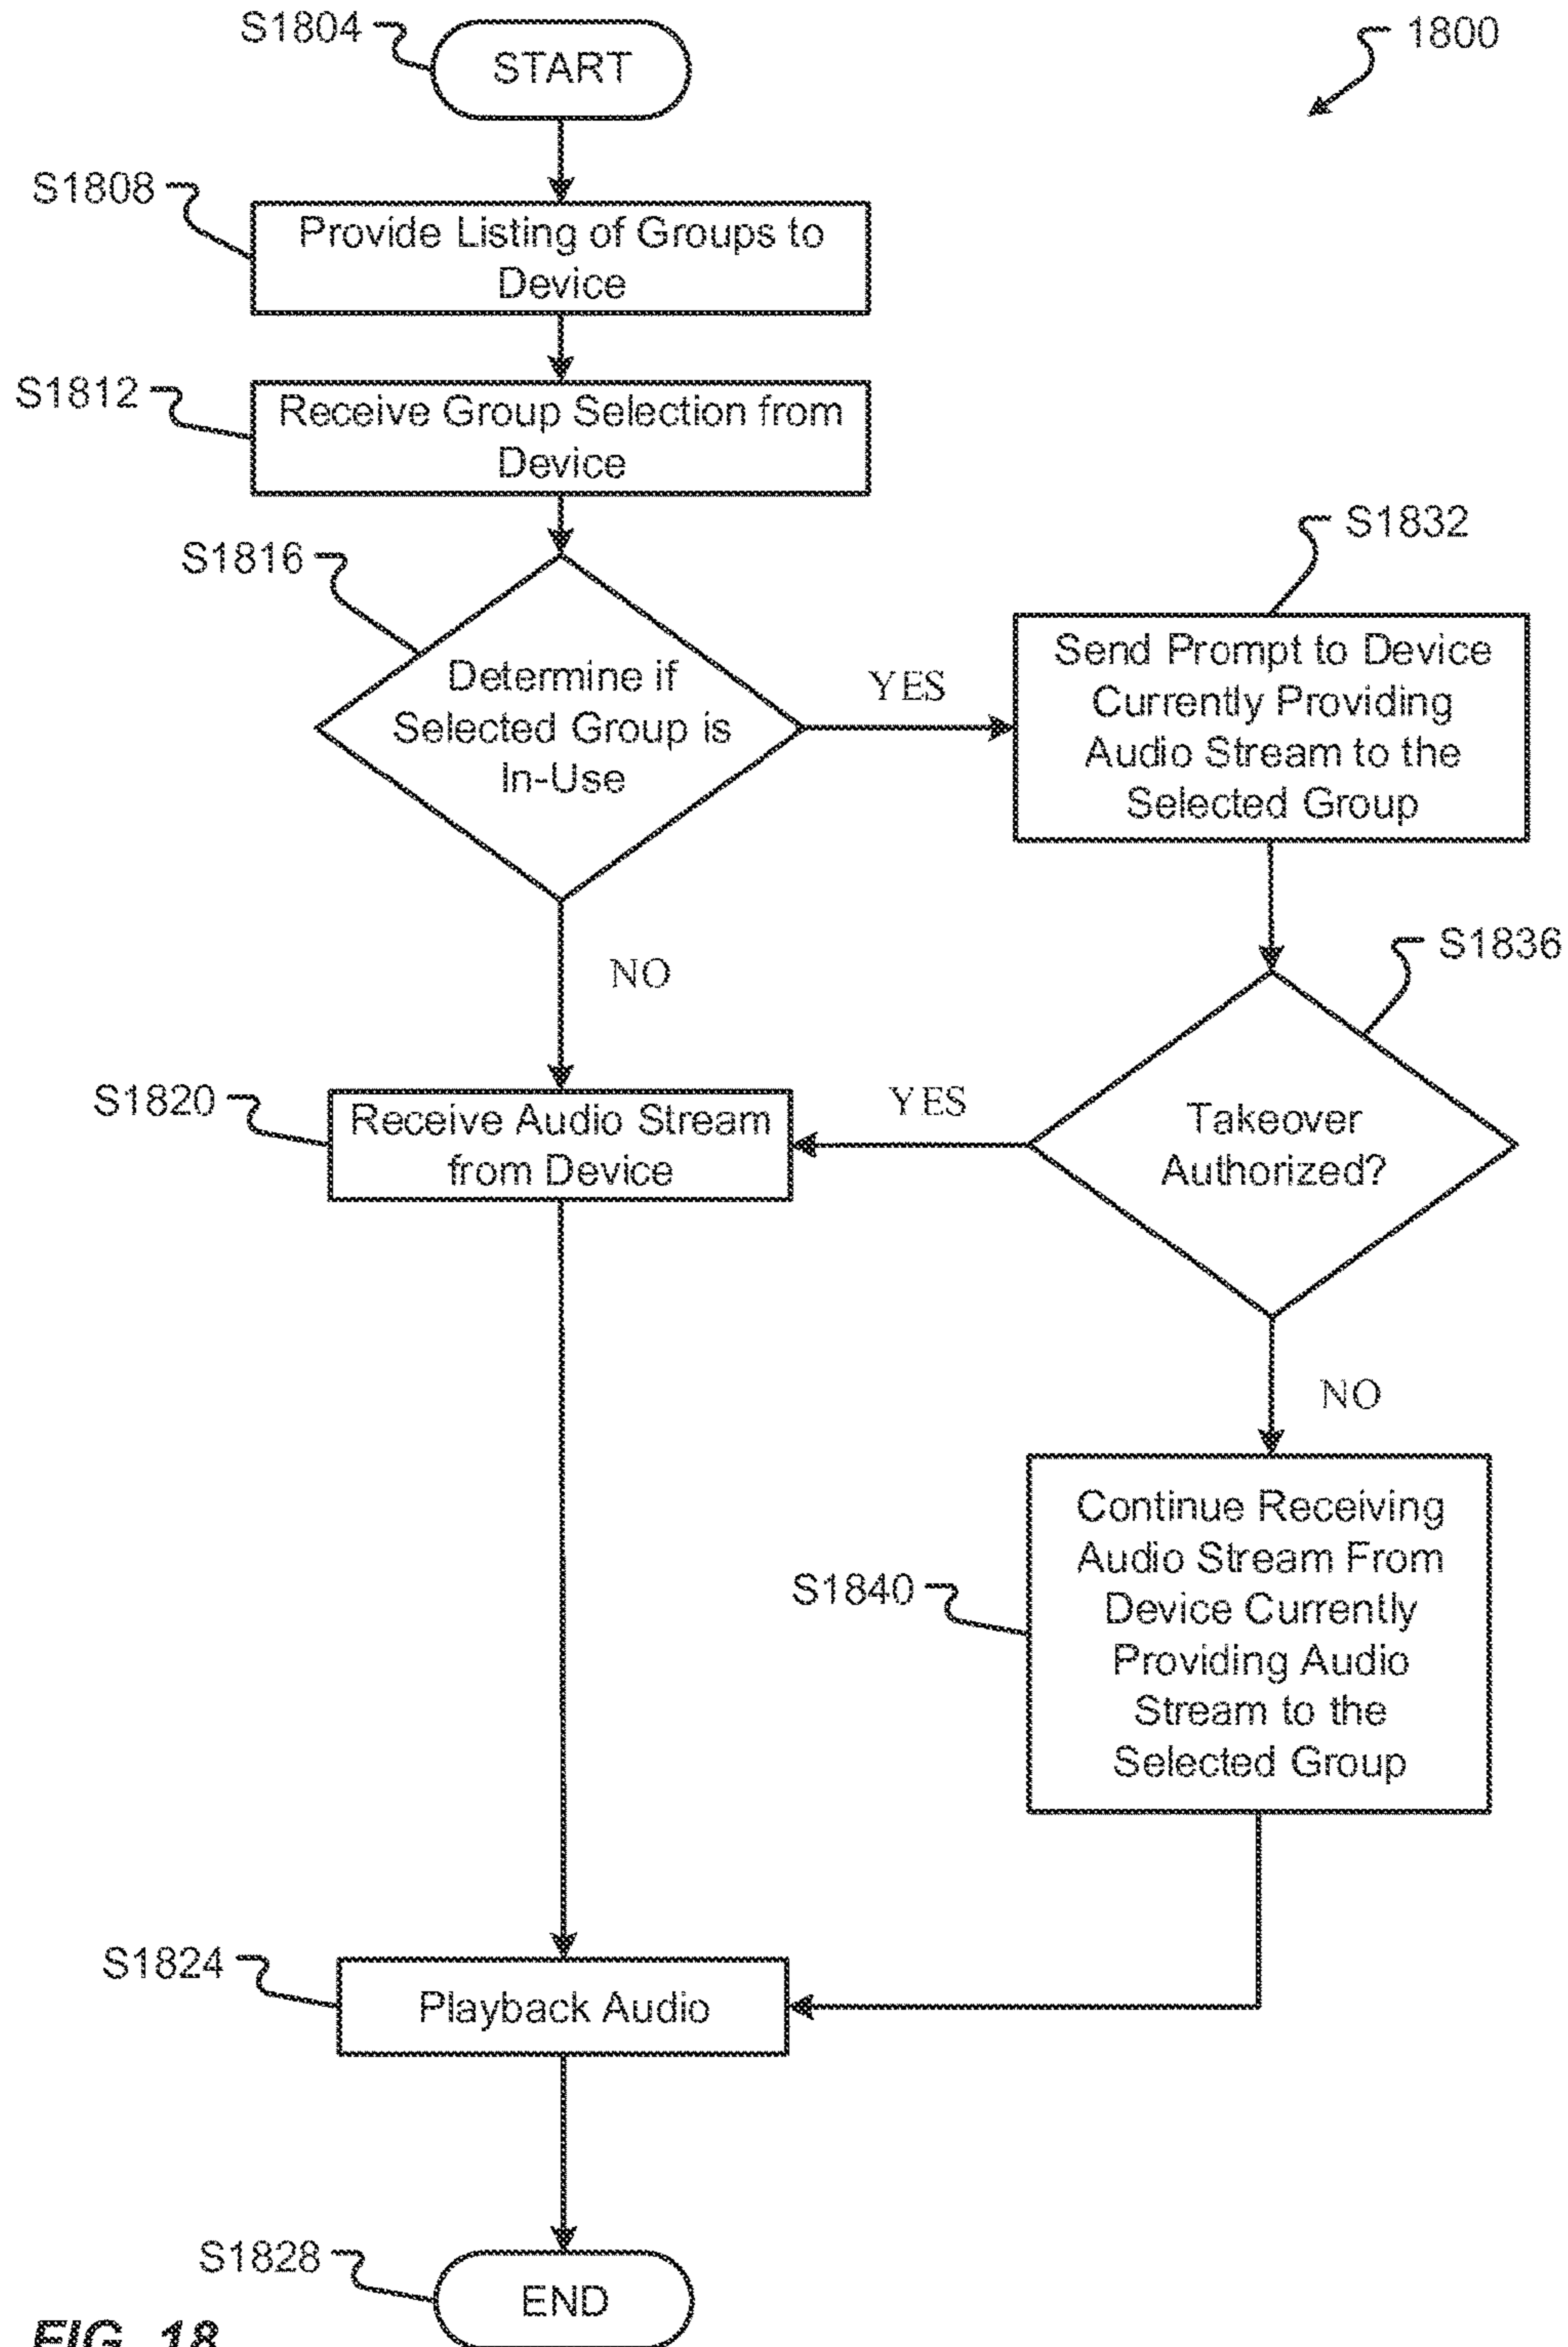 S1804
START
1800
S1808
Provide Listing of Groups to
Device
S1812
Receive Group Selection from
Device
S1816
Determine if
Selected Group is
In-Use
YES
S1832
Send Prompt to Device
Currently Providing
Audio Stream to the
Selected Group
NO
S1836
Takeover
Authorized?
YES
S1820
Receive Audio Stream
from Device
NO
S1840
Continue Receiving
Audio Stream From
Device Currently
Providing Audio
Stream to the
Selected Group
S1824
Playback Audio
S1828
END
FIG. 18